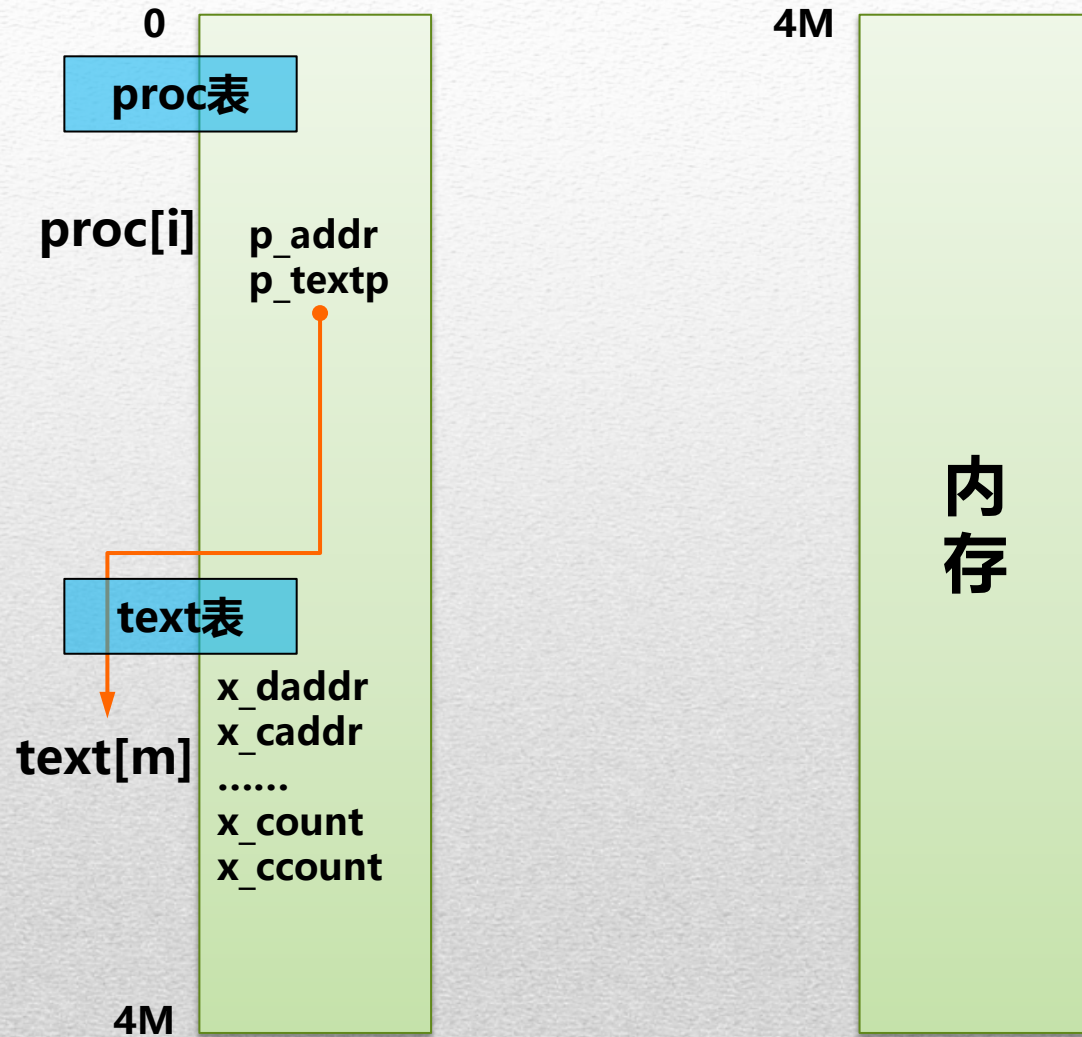 0
proc表
proc[i]
p_addr
p_textp
text表
text[m]
x_daddr
x_caddr
……
x_count
x_ccount
4M
4M
内
存